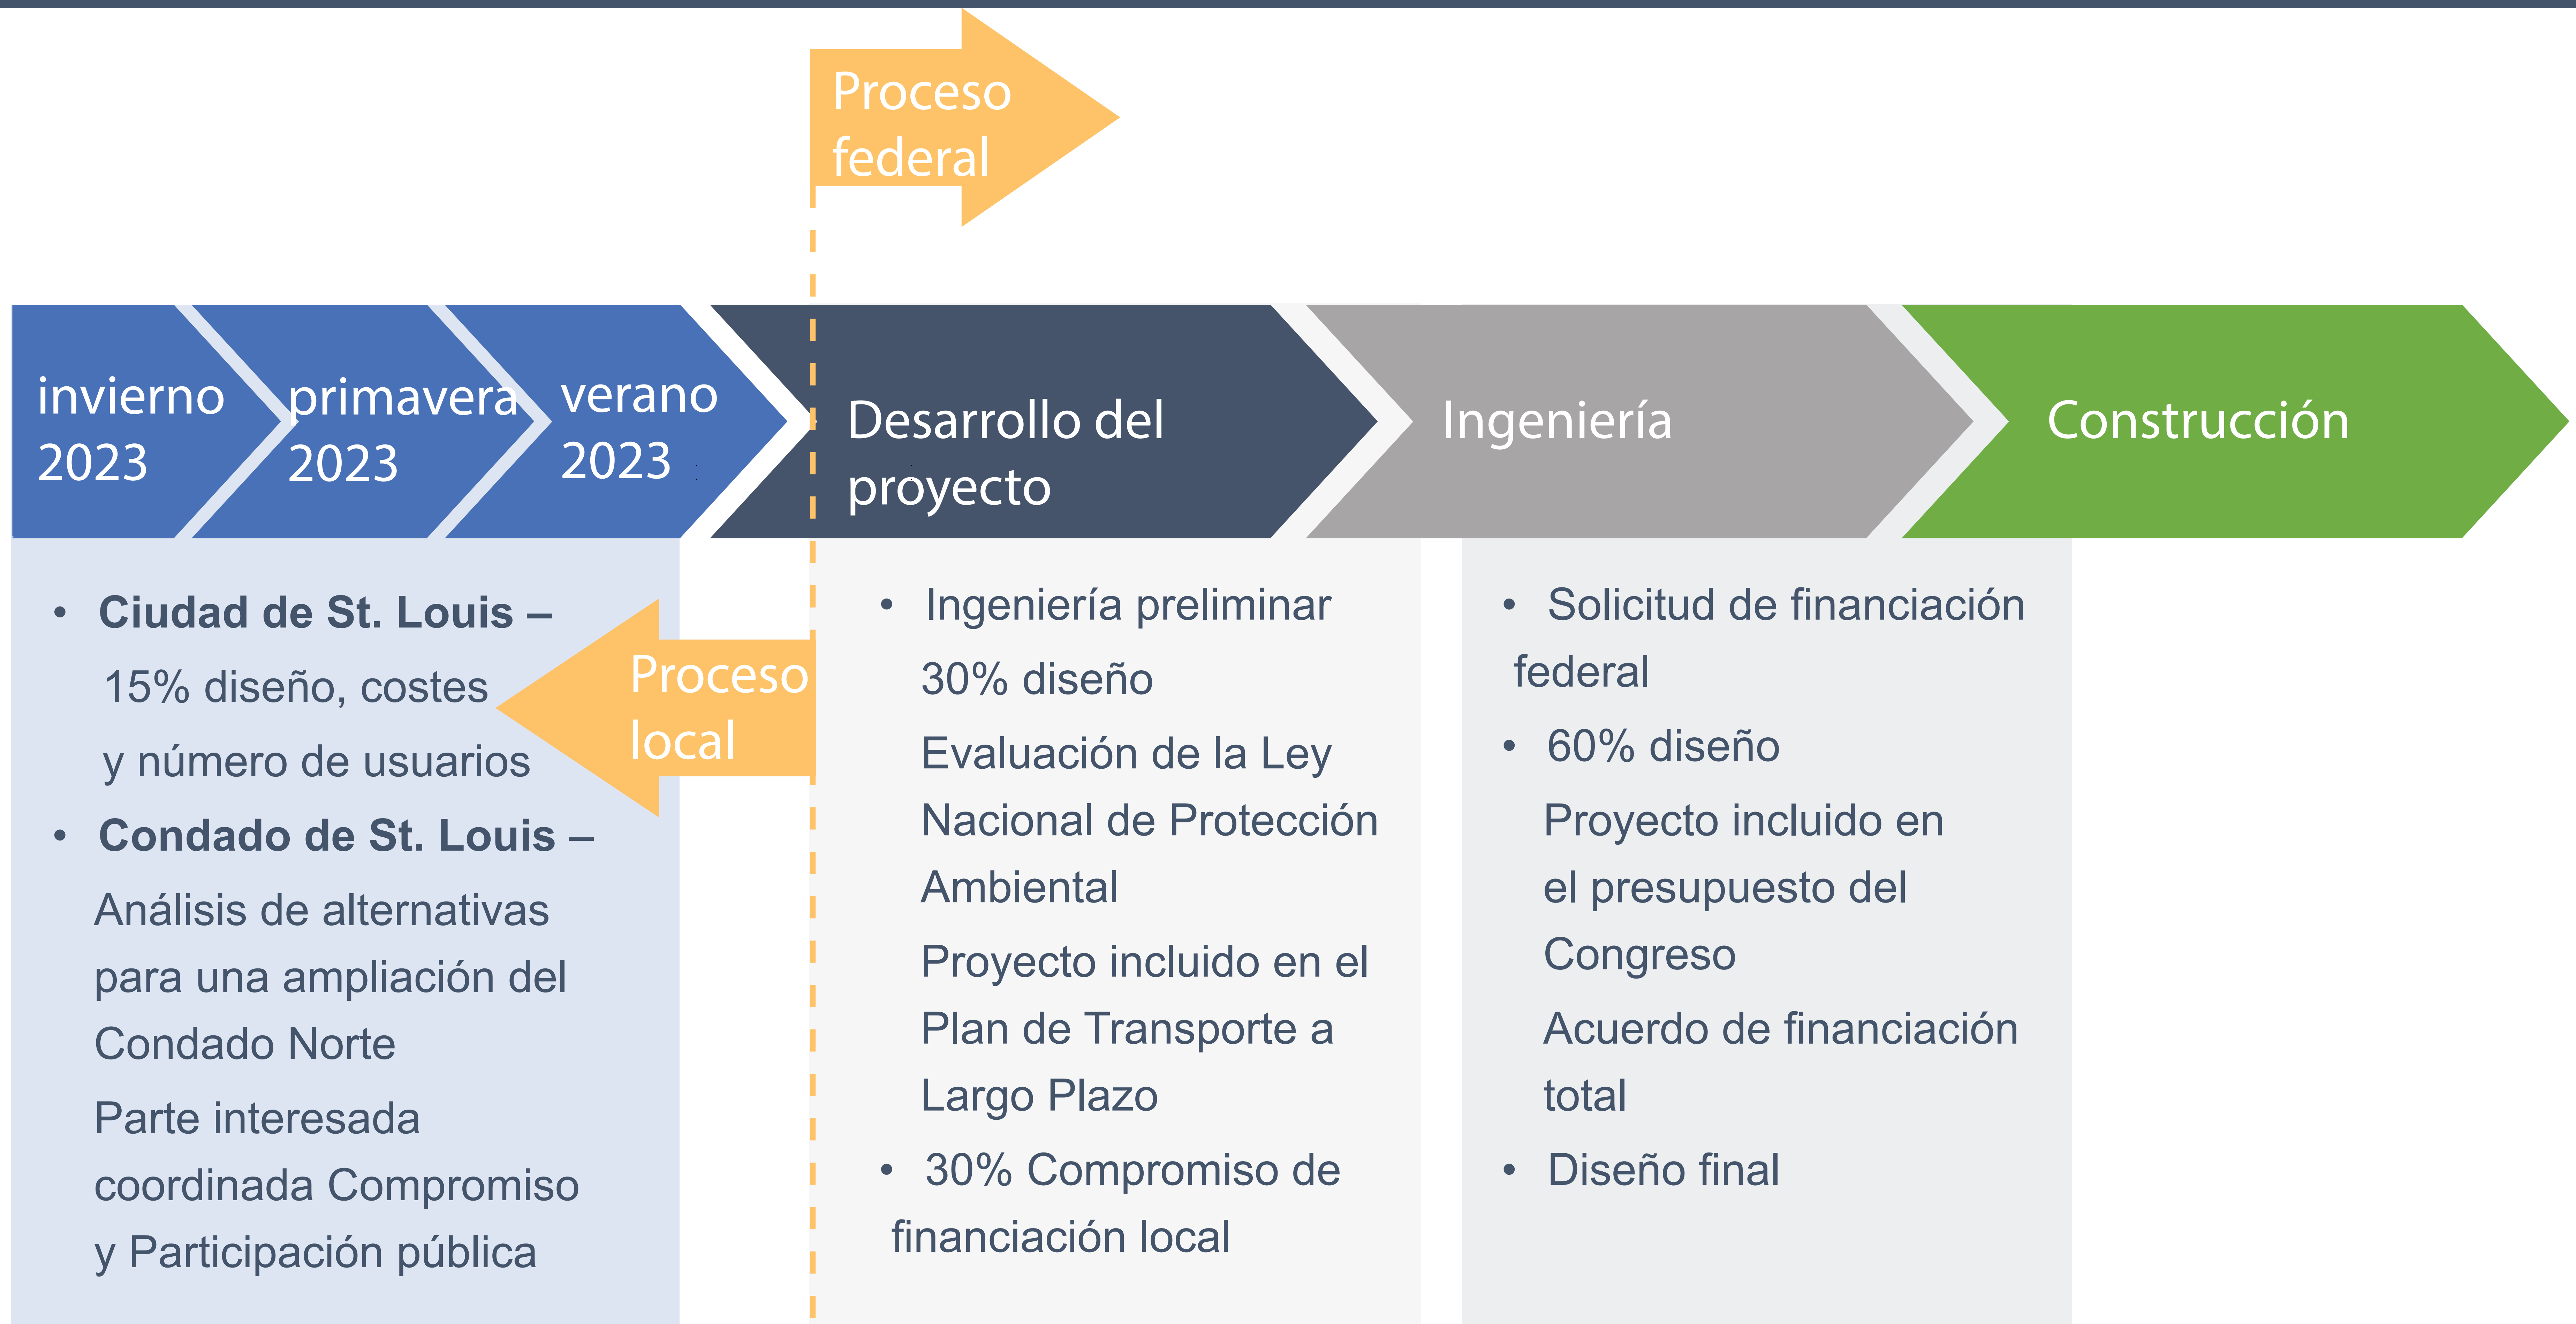 Proceso
federal
invierno
2023
primavera
2023
verano
2023
Desarrollo del
proyecto
Ingeniería
Construcción
• Ciudad de St. Louis –
15% diseño, costes
y número de usuarios
• Condado de St. Louis –
Análisis de alternativas
para una ampliación del
Condado Norte
Parte interesada
coordinada Compromiso
y Participación pública
Proceso
local
• Ingeniería preliminar
30% diseño
Evaluación de la Ley
Nacional de Protección
Ambiental
Proyecto incluido en el
Plan de Transporte a
Largo Plazo
• 30% Compromiso de
financiación local
• Solicitud de financiación
federal
• 60% diseño
Proyecto incluido en
el presupuesto del
Congreso
Acuerdo de financiación
total
• Diseño final